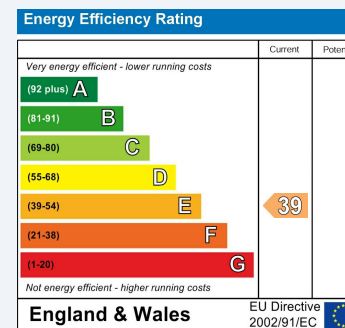 Energy Efficiency Rating
Current
Very energy efficient - lower running costs
(92 plus) A
(81-91) B
(69-80) C
(55-68) D
(39-54) E
39
(21-38) F
(1-20) G
Not energy efficient - higher running costs
England & Wales
EU Directive
2002/91/EC